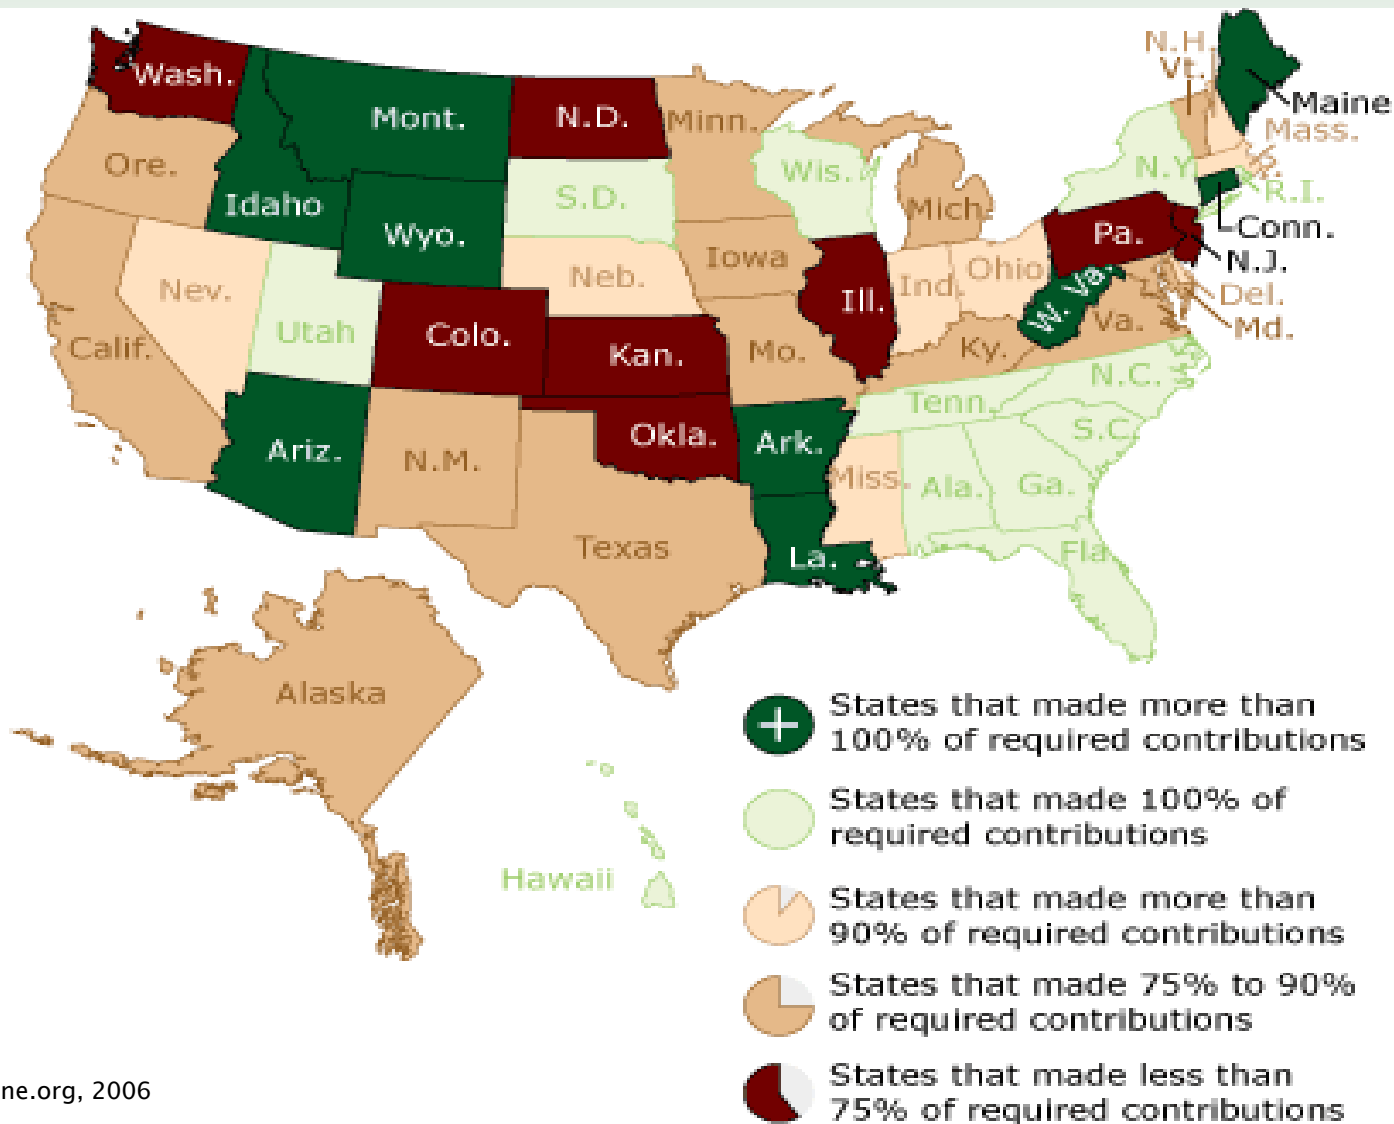 N.H.
Vt.
Wash.
Maine
Mont.
N.D.
Minn.
Mass.
Ore.
Wis.
N.Y.
S.D.
R.I.
Idaho
Mich.
Wyo.
Pa.
Conn.
Iowa
N.J.
Ohio
Neb.
Ind.
Nev.
W. Va.
Del.
Ill.
Va.
Md.
Utah
Colo.
Calif.
Kan.
Mo.
Ky.
N.C.
Tenn.
Okla.
S.C.
Ariz.
Ark.
N.M.
Miss.
Ala.
Ga.
Texas
La.
Fla.
Alaska
Hawaii
States that made more than
100% of required contributions
States that made 100% of
required contributions
States that made more than
90% of required contributions
States that made 75% to 90%
of required contributions
States that made less than
75% of required contributions
ne.org, 2006